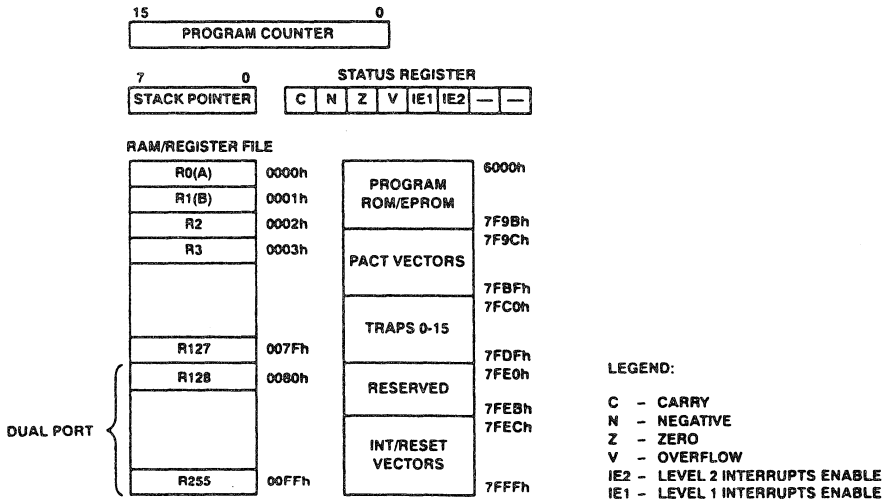 15 0
PROGRAM COUNTER
7 0
STACK POINTER
STATUS REGISTER
C N Z V IE1 IE2 — —
RAM/REGISTER FILE
R0(A) 0000h
R1(B) 0001h
R2 0002h
R3 0003h
R127 007Fh
R128 0080h
DUAL PORT
R255 00FFh
6000h
PROGRAM
ROM/EPROM
7F9Bh
7F9Ch
PACT VECTORS
7FBFh
7FC0h
TRAPS 0-15
7FDFh
7FE0h
RESERVED
7FEBh
7FECh
INT/RESET
VECTORS
7FFFh
LEGEND:
C – CARRY
N – NEGATIVE
Z – ZERO
V – OVERFLOW
IE2 – LEVEL 2 INTERRUPTS ENABLE
IE1 – LEVEL 1 INTERRUPTS ENABLE